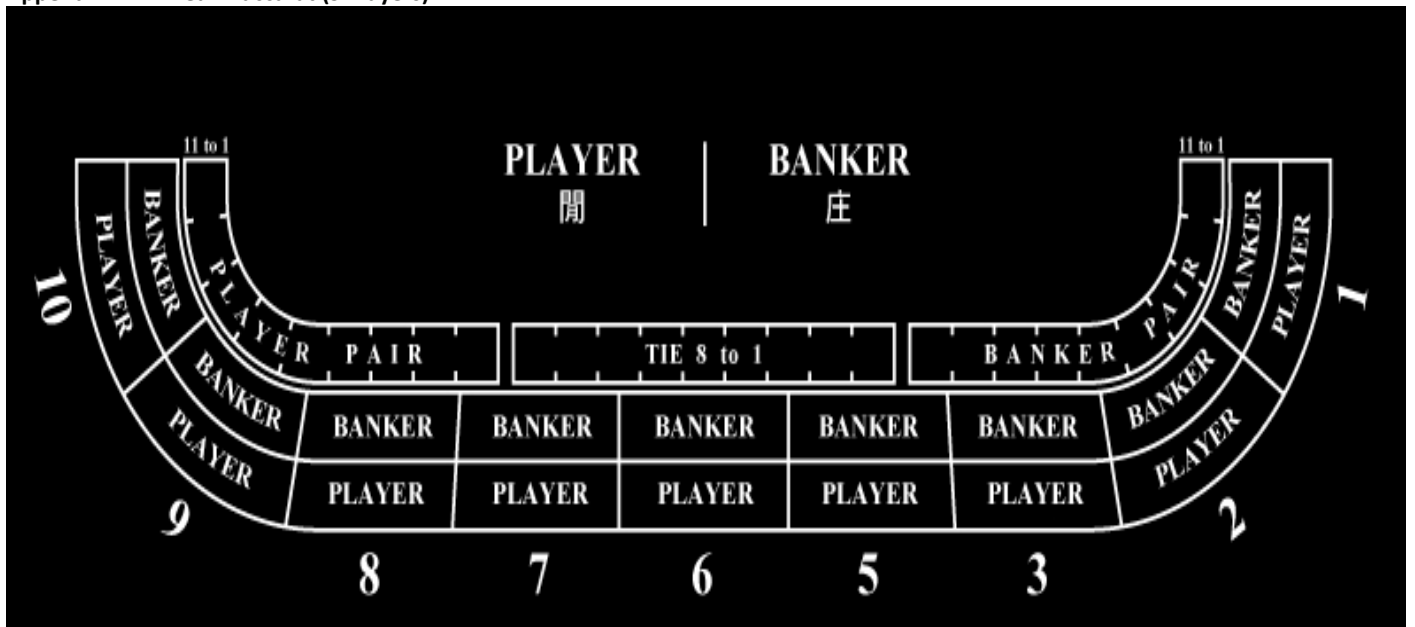 11 to 1
PLAYER
BANKER
11 to 1
閒
庄
PLAYER
BANKER
BANKER
PLAYER
10
1
PLAYER PAIR
TIE 8 to 1
BANKER PAIR
BANKER
BANKER
BANKER
BANKER
BANKER
BANKER
BANKER
PLAYER
PLAYER
PLAYER
PLAYER
PLAYER
PLAYER
PLAYER
9
2
8
7
6
5
3